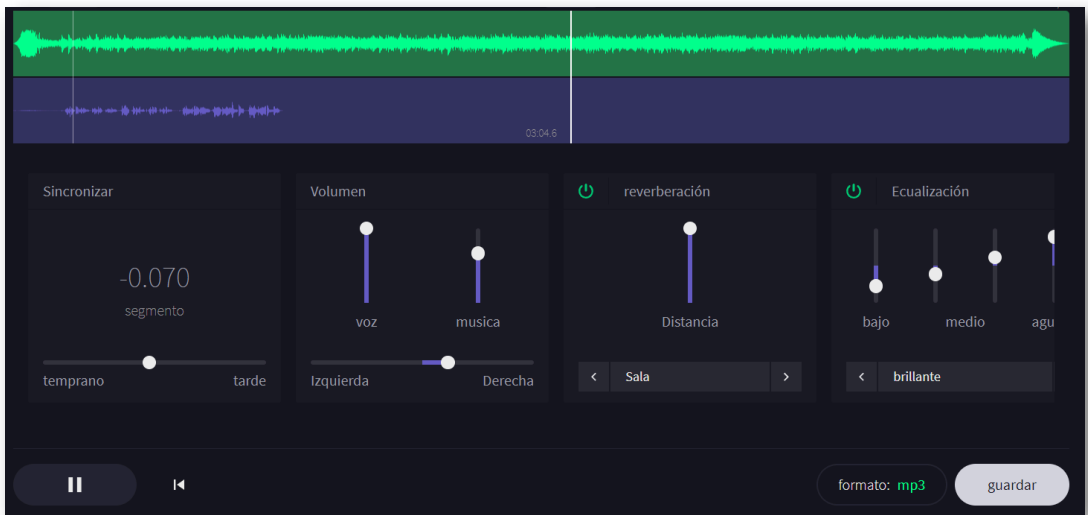 03:04.6
Sincronizar
-0.070
segmento
temprano tarde
Volumen
voz musica
Izquierda Derecha
reverberación
Distancia
Sala
Ecualización
bajo medio agu
brillante
formato: mp3
guardar